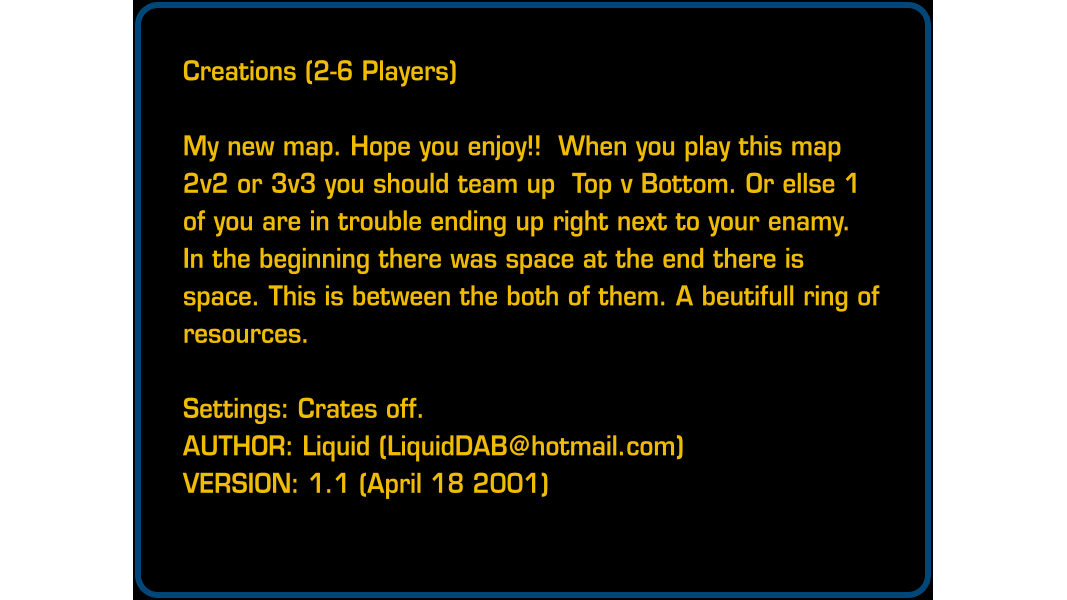 Creations (2-6 Players)
My new map. Hope you enjoy!!  When you play this map
2v2 or 3v3 you should team up  Top v Bottom. Or ellse 1
of you are in trouble ending up right next to your enamy.
In the beginning there was space at the end there is
space. This is between the both of them. A beutifull ring of
resources.
Settings: Crates off.
AUTHOR: Liquid (LiquidDAB@hotmail.com)
VERSION: 1.1 (April 18 2001)